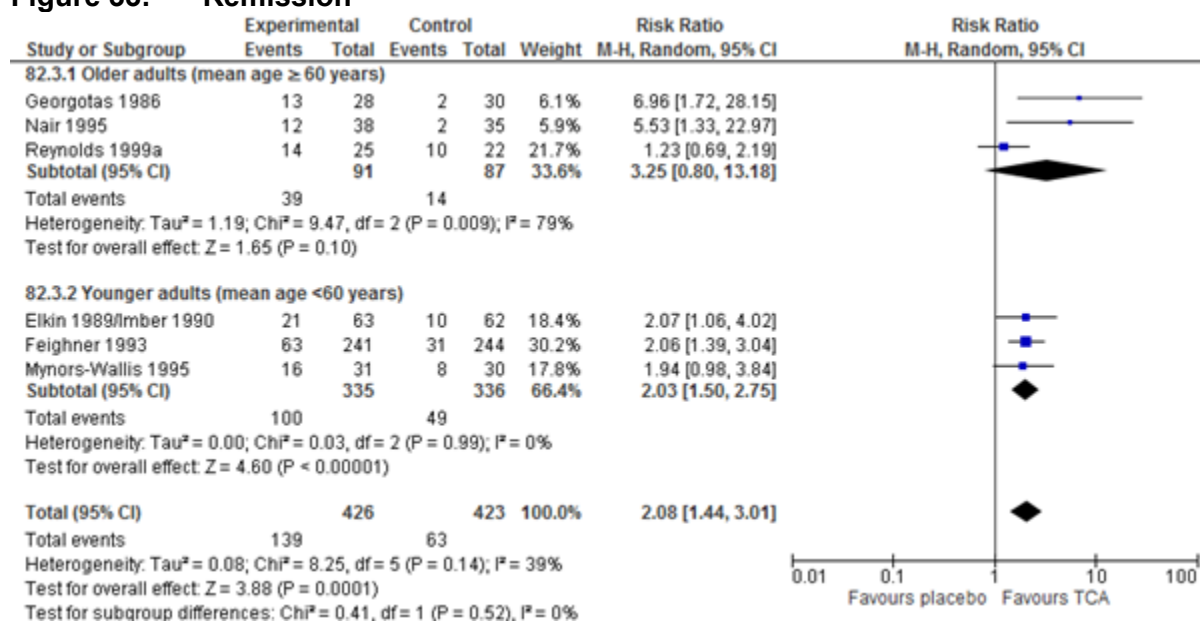 Figure 63: Remission
Experimental Control Risk Ratio Risk Ratio
Study or Subgroup Events Total Events Total Weight M-H, Random, 95% CI M-H, Random, 95% CI
82.3.1 Older adults (mean age ≥ 60 years)
Georgotas 1986 13 28 2 30 6.1% 6.96 [1.72, 28.15]
Nair 1995 12 38 2 35 5.9% 5.53 [1.33, 22.97]
Reynolds 1999a 14 25 10 22 21.7% 1.23 [0.69, 2.19]
Subtotal (95% CI) 91 87 33.6% 3.25 [0.80, 13.18]
Total events 39 14
Heterogeneity: Tau² = 1.19; Chi² = 9.47, df = 2 (P = 0.009); I² = 79%
Test for overall effect: Z = 1.65 (P = 0.10)
82.3.2 Younger adults (mean age <60 years)
Elkin 1989/Imber 1990 21 63 10 62 18.4% 2.07 [1.06, 4.02]
Feighner 1993 63 241 31 244 30.2% 2.06 [1.39, 3.04]
Mynors-Wallis 1995 16 31 8 30 17.8% 1.94 [0.98, 3.84]
Subtotal (95% CI) 335 336 66.4% 2.03 [1.50, 2.75]
Total events 100 49
Heterogeneity: Tau² = 0.00; Chi² = 0.03, df = 2 (P = 0.99); I² = 0%
Test for overall effect: Z = 4.60 (P < 0.00001)
Total (95% CI) 426 423 100.0% 2.08 [1.44, 3.01]
Total events 139 63
Heterogeneity: Tau² = 0.08; Chi² = 8.25, df = 5 (P = 0.14); I² = 39%
Test for overall effect: Z = 3.88 (P = 0.0001)
Test for subgroup differences: Chi² = 0.41, df = 1 (P = 0.52), I² = 0%
0.01 0.1 1 10 100
Favours placebo Favours TCA